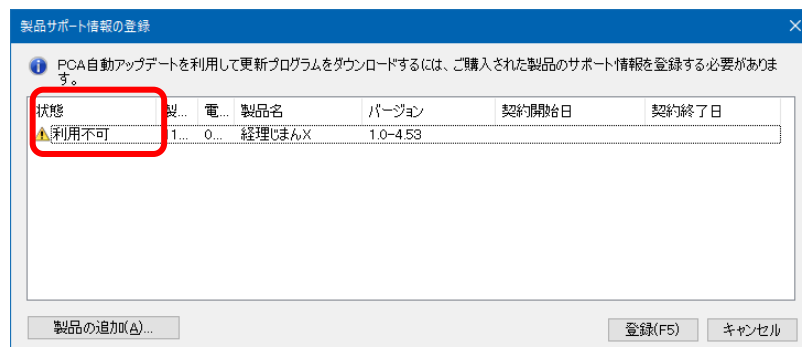 製品サポート情報の登録
PCA自動アップデートを利用して更新プログラムをダウンロードするには、ご購入された製品のサポート情報を登録する必要がありま
す。
状態 製... 電... 製品名 バージョン 契約開始日 契約終了日
利用不可 1... 0... 経理じまんX 1.0-4.53
製品の追加(A)... 登録(F5) キャンセル